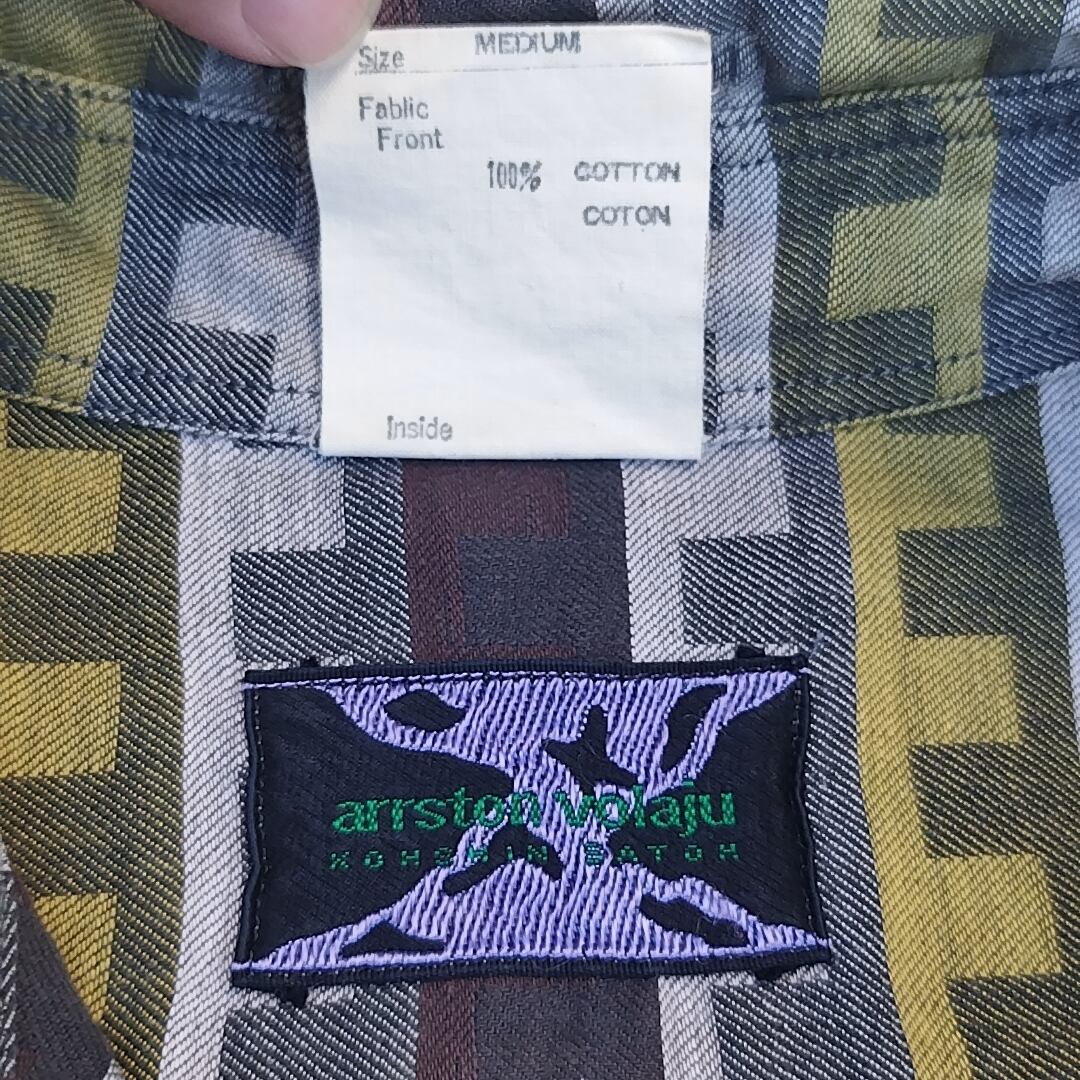 Size MEDIUM
Fablic
Front
100% COTTON
COTON
Inside
arrston volaju
KOHSHIN SATOH